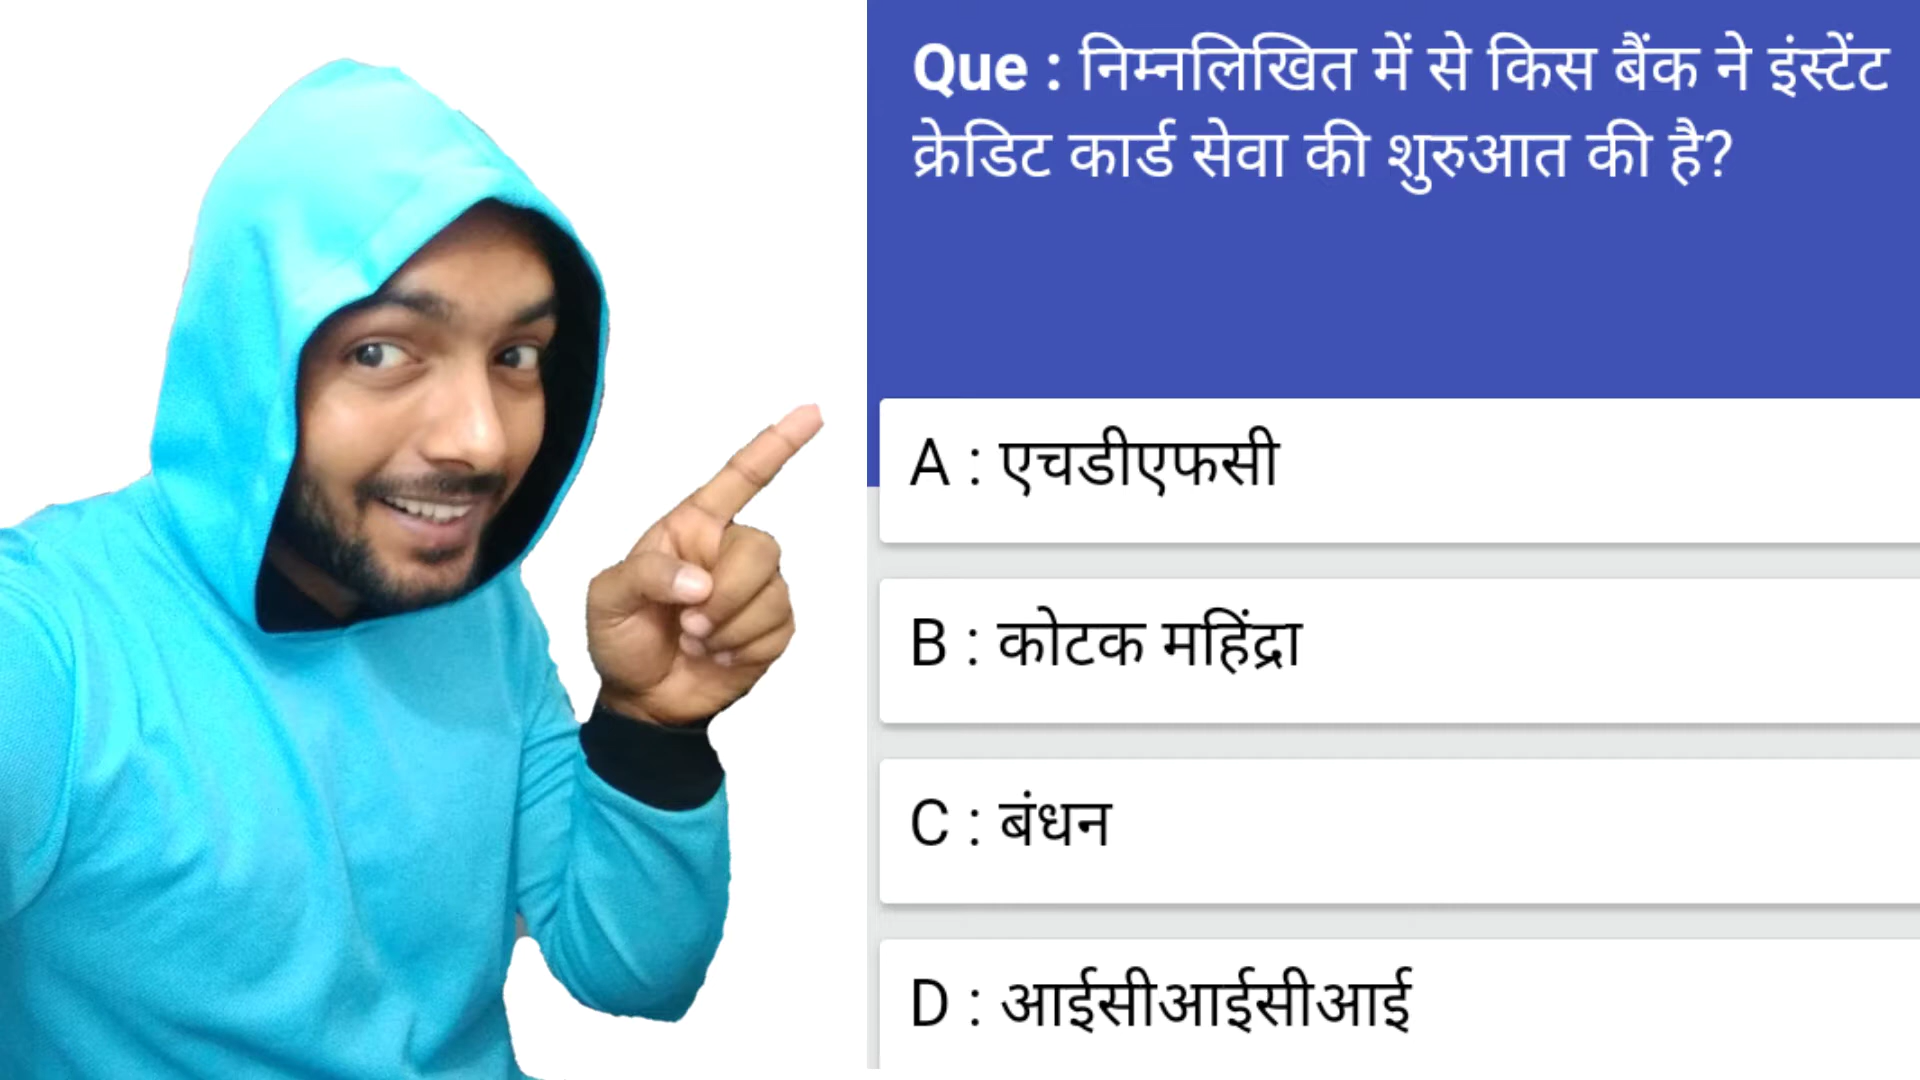 Que : निम्नलिखित में से किस बैंक ने इंस्टेंट
क्रेडिट कार्ड सेवा की शुरुआत की है?
A : एचडीएफसी
B : कोटक महिंद्रा
C : बंधन
D : आईसीआईसीआई